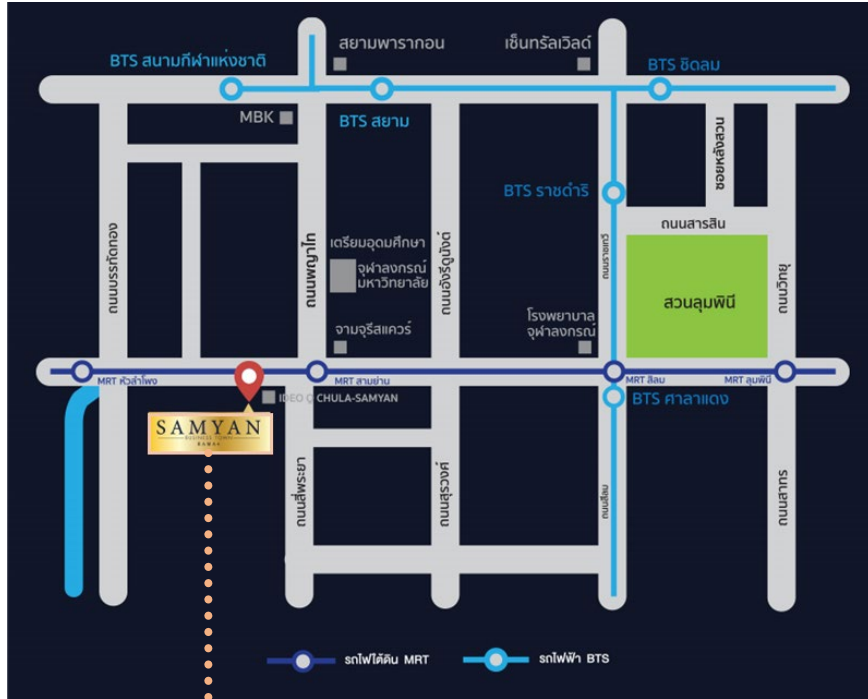 สยามพารากอน
เซ็นทรัลเวิลด์
BTS สนามกีฬาแห่งชาติ
BTS ชิดลม
MBK
BTS สยาม
ซอยหลังสวน
BTS ราชดำริ
ถนนสารสิน
ถนนบรรทัดทอง
ถนนพญาไท
เตรียมอุดมศึกษา
จุฬาลงกรณ์
มหาวิทยาลัย
ถนนอังรีดูนังต์
ถนนราชเทวี
สวนลุมพินี
ถนนวิทยุ
จามจุรีสแควร์
โรงพยาบาล
จุฬาลงกรณ์
MRT หัวลำโพง
MRT สามย่าน
MRT สีลม
MRT ลุมพินี
IDEO Q CHULA-SAMYAN
BTS ศาลาแดง
SAMYAN
BUSINESS TOWN
RAMA4
ถนนสี่พระยา
ถนนสุรวงศ์
ถนนสีลม
ถนนสาทร
รถไฟใต้ดิน MRT
รถไฟฟ้า BTS